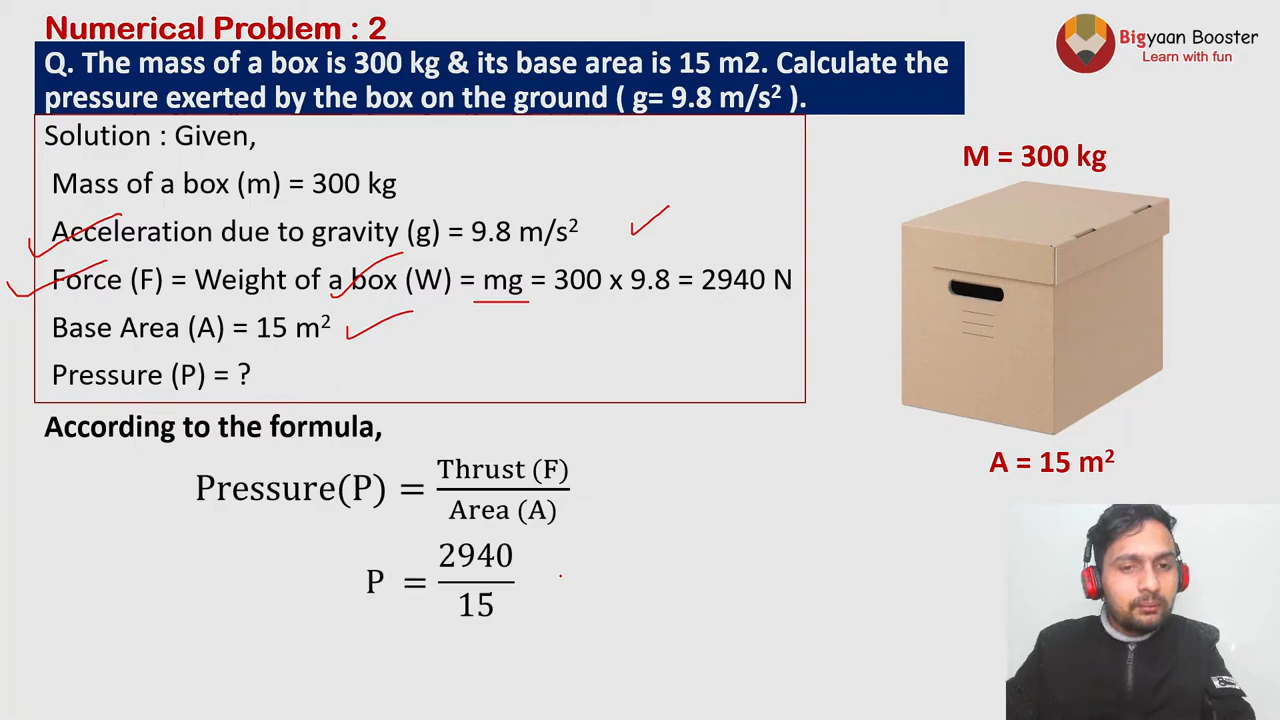 Numerical Problem : 2
Q. The mass of a box is 300 kg & its base area is 15 m2. Calculate the
pressure exerted by the box on the ground ( g= 9.8 m/s² ).
Bigyaan Booster
Learn with fun
Solution : Given,
Mass of a box (m) = 300 kg
Acceleration due to gravity (g) = 9.8 m/s²
Force (F) = Weight of a box (W) = mg = 300 x 9.8 = 2940 N
Base Area (A) = 15 m²
Pressure (P) = ?
M = 300 kg
A = 15 m²
According to the formula,
Pressure(P) = Thrust (F)
Area (A)
P = 2940
15